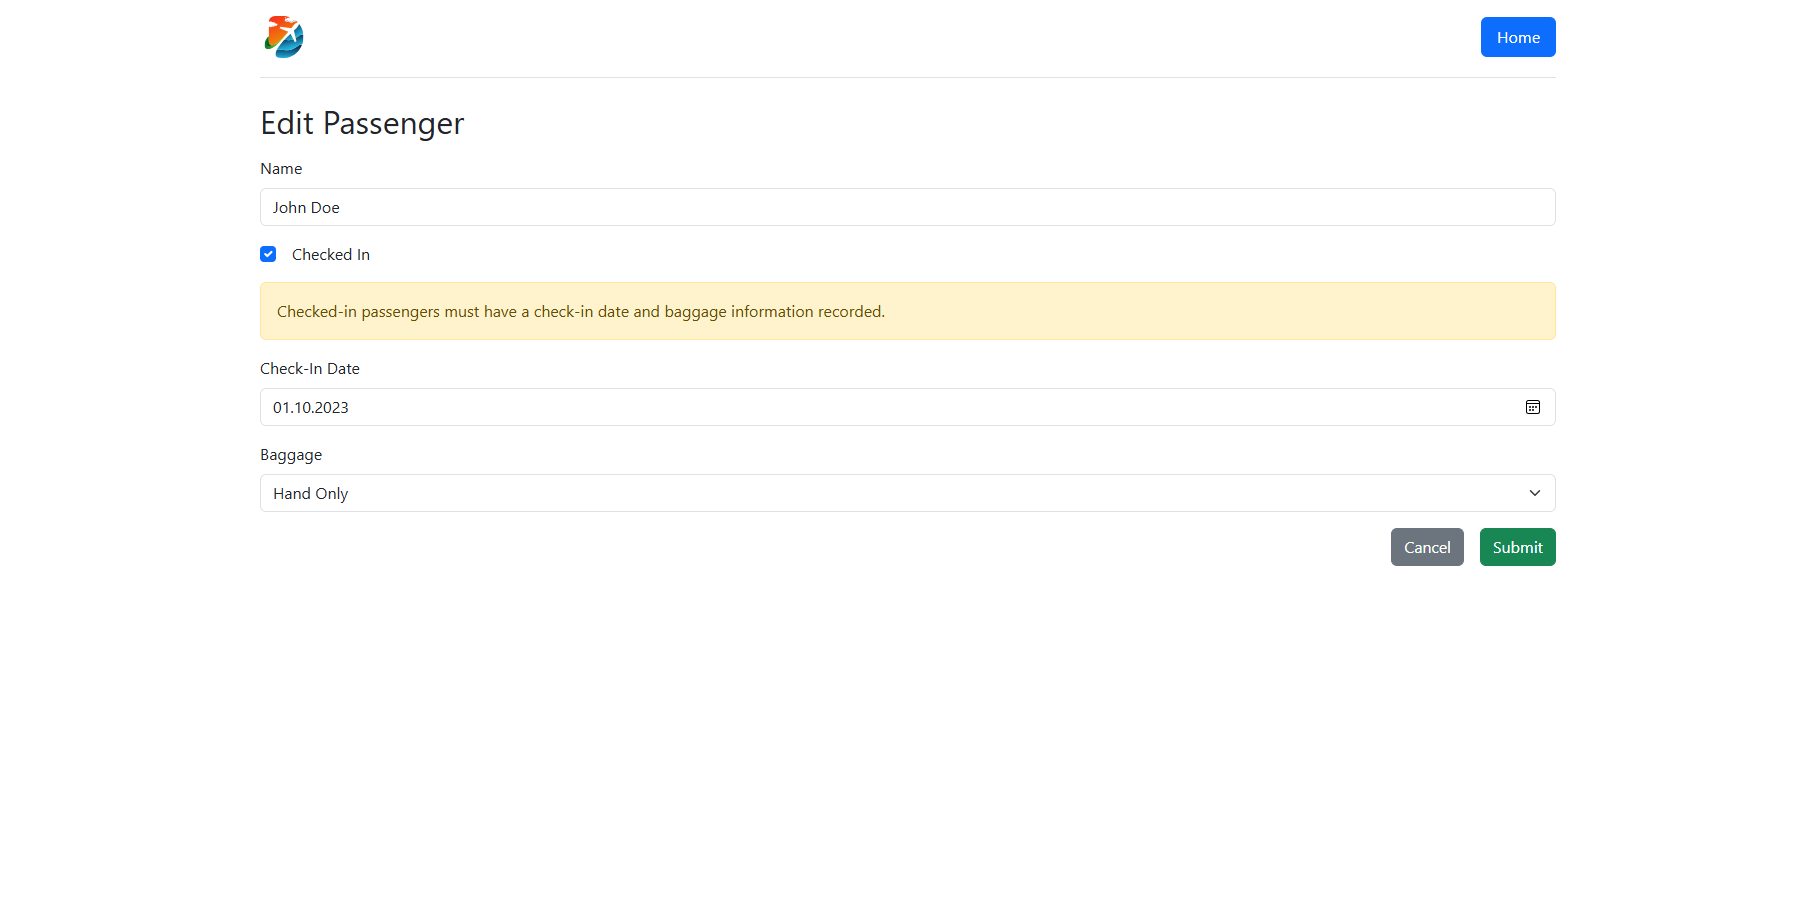 Home
Edit Passenger
Name
John Doe
Checked In
Checked-in passengers must have a check-in date and baggage information recorded.
Check-In Date
01.10.2023
Baggage
Hand Only
Cancel Submit